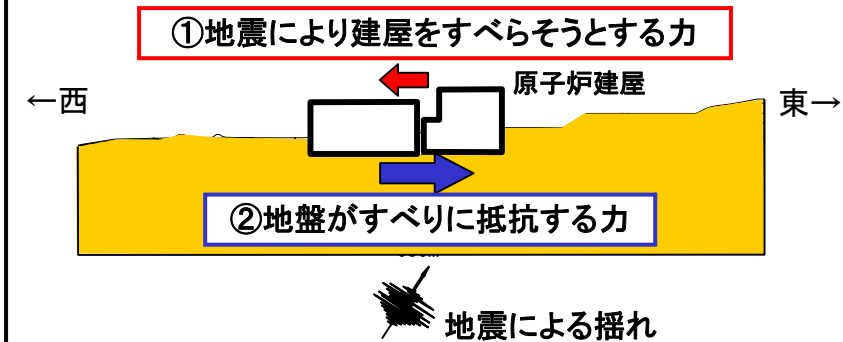 ①地震により建屋をすべらそうとする力
原子炉建屋
←西
東→
②地盤がすべりに抵抗する力
地震による揺れ